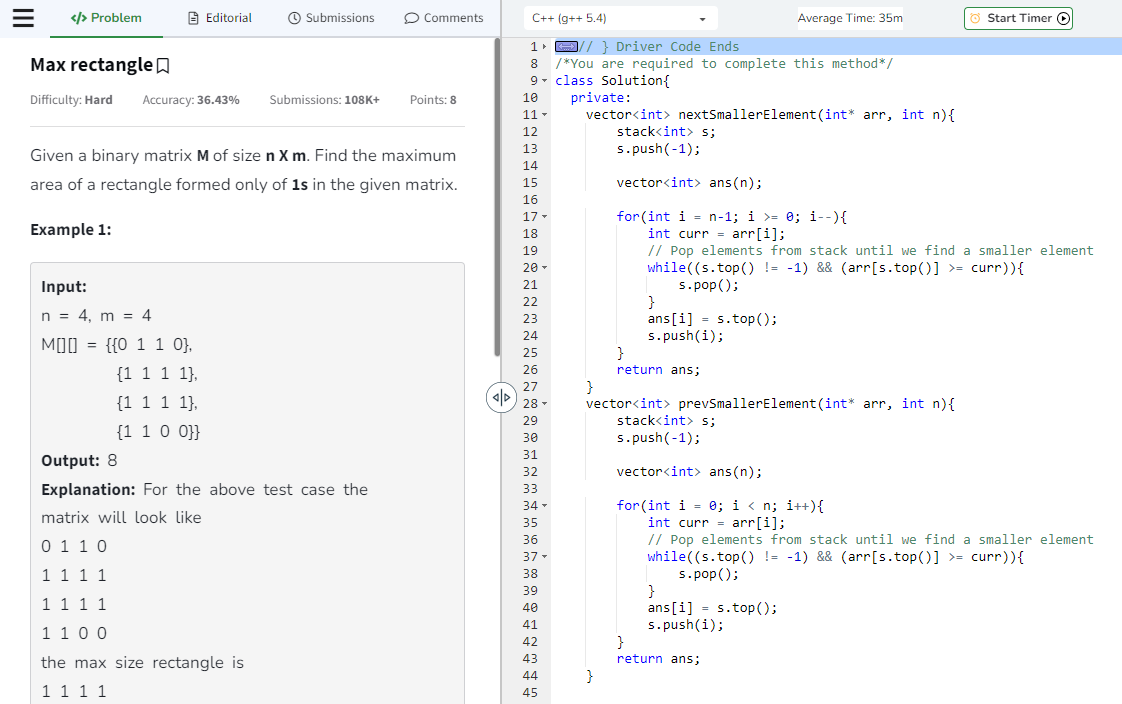 Problem
Editorial
Submissions
Comments
Max rectangle
Difficulty: Hard
Accuracy: 36.43%
Submissions: 108K+
Points: 8
Given a binary matrix M of size n X m. Find the maximum
area of a rectangle formed only of 1s in the given matrix.
Example 1:
Input:
n = 4, m = 4
M[][] = {{0 1 1 0},
{1 1 1 1},
{1 1 1 1},
{1 1 0 0}}
Output: 8
Explanation: For the above test case the
matrix will look like
0 1 1 0
1 1 1 1
1 1 1 1
1 1 0 0
the max size rectangle is
1 1 1 1
C++ (g++ 5.4)
Average Time: 35m
Start Timer
1 // } Driver Code Ends
8 /*You are required to complete this method*/
9 class Solution{
10 private:
11 vector<int> nextSmallerElement(int* arr, int n){
12 stack<int> s;
13 s.push(-1);
14
15 vector<int> ans(n);
16
17 for(int i = n-1; i >= 0; i--){
18 int curr = arr[i];
19 // Pop elements from stack until we find a smaller element
20 while((s.top() != -1) && (arr[s.top()] >= curr)){
21 s.pop();
22 }
23 ans[i] = s.top();
24 s.push(i);
25 }
26 return ans;
27 }
28 vector<int> prevSmallerElement(int* arr, int n){
29 stack<int> s;
30 s.push(-1);
31
32 vector<int> ans(n);
33
34 for(int i = 0; i < n; i++){
35 int curr = arr[i];
36 // Pop elements from stack until we find a smaller element
37 while((s.top() != -1) && (arr[s.top()] >= curr)){
38 s.pop();
39 }
40 ans[i] = s.top();
41 s.push(i);
42 }
43 return ans;
44 }
45